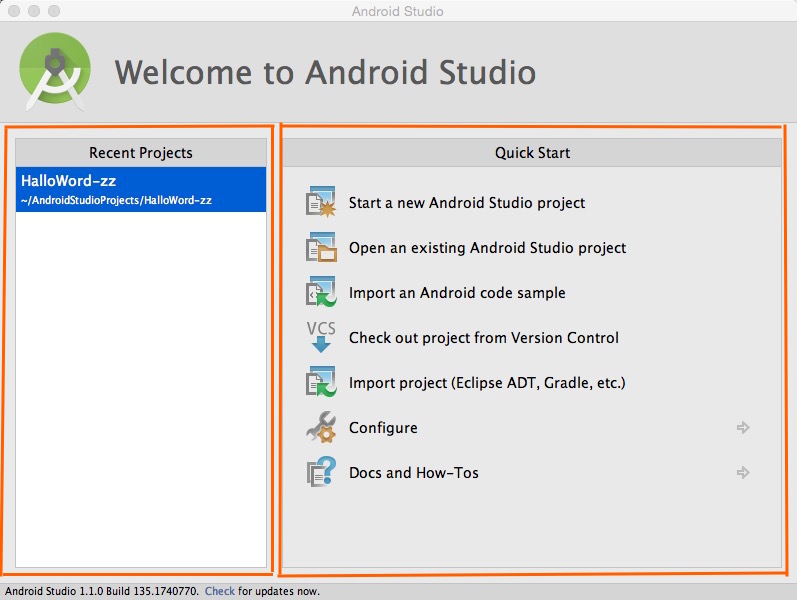 Android Studio
Welcome to Android Studio
Recent Projects
HalloWord-zz
~/AndroidStudioProjects/HalloWord-zz
Quick Start
Start a new Android Studio project
Open an existing Android Studio project
Import an Android code sample
VCS
Check out project from Version Control
Import project (Eclipse ADT, Gradle, etc.)
Configure
Docs and How-Tos
Android Studio 1.1.0 Build 135.1740770. Check for updates now.